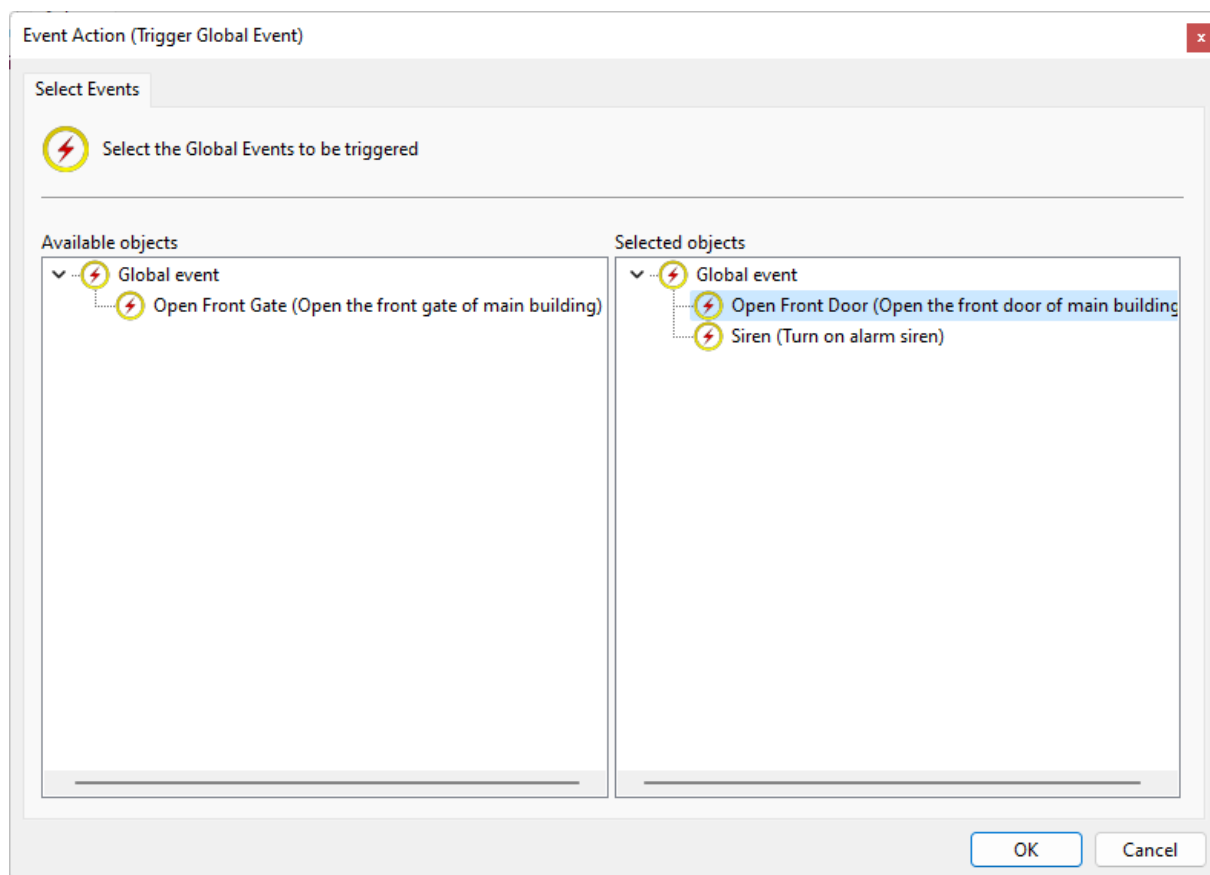 Event Action (Trigger Global Event)
x
Select Events
Select the Global Events to be triggered
Available objects
Global event
Open Front Gate (Open the front gate of main building)
Selected objects
Global event
Open Front Door (Open the front door of main building
Siren (Turn on alarm siren)
OK
Cancel